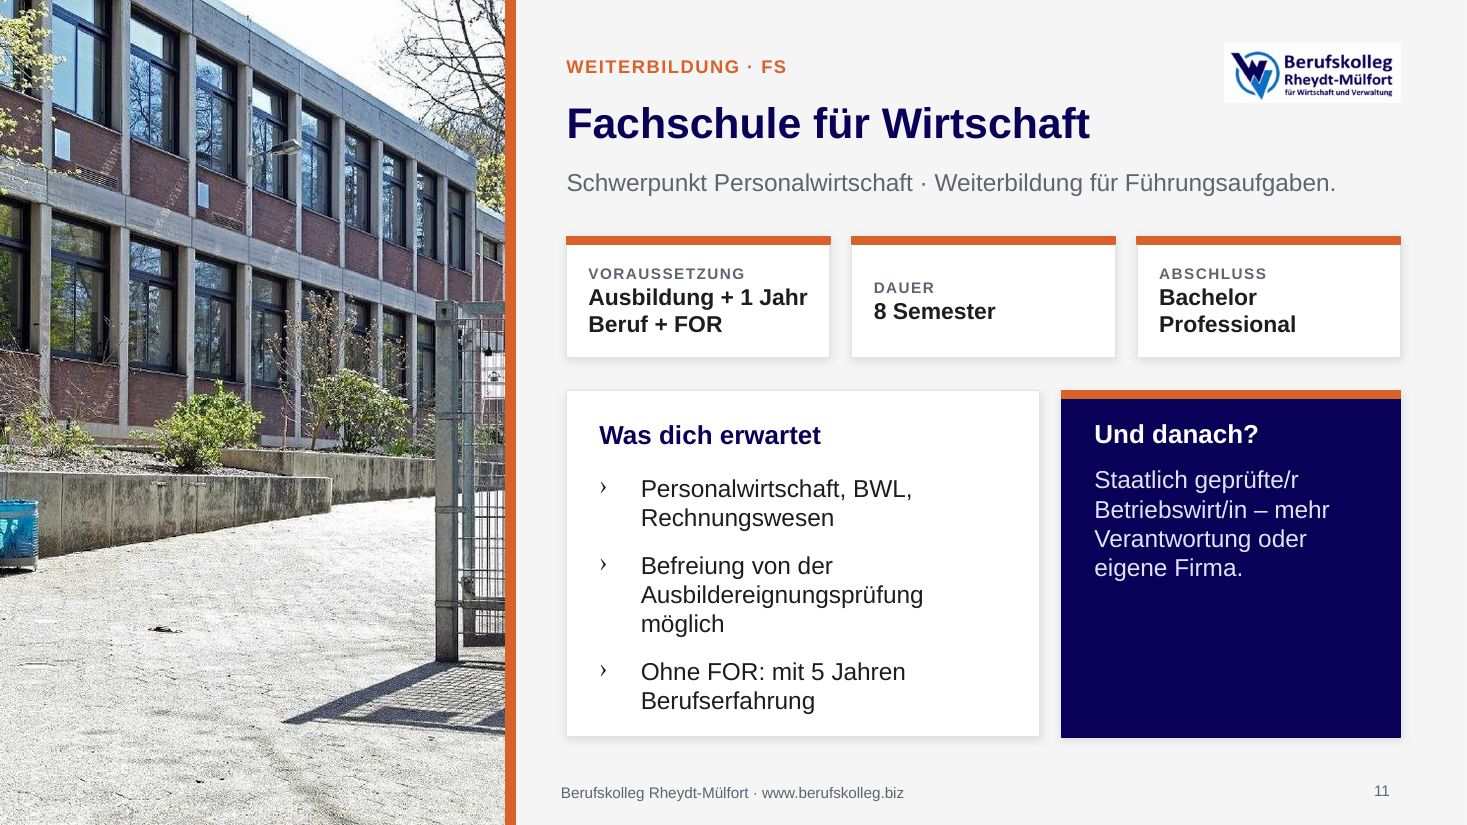 WEITERBILDUNG · FS
Berufskolleg
Rheydt-Mülfort
für Wirtschaft und Verwaltung
Fachschule für Wirtschaft
Schwerpunkt Personalwirtschaft · Weiterbildung für Führungsaufgaben.
VORAUSSETZUNG
Ausbildung + 1 Jahr
Beruf + FOR
DAUER
8 Semester
ABSCHLUSS
Bachelor
Professional
Was dich erwartet
› Personalwirtschaft, BWL,
Rechnungswesen
› Befreiung von der
Ausbildereignungsprüfung
möglich
› Ohne FOR: mit 5 Jahren
Berufserfahrung
Und danach?
Staatlich geprüfte/r
Betriebswirt/in – mehr
Verantwortung oder
eigene Firma.
Berufskolleg Rheydt-Mülfort · www.berufskolleg.biz
11